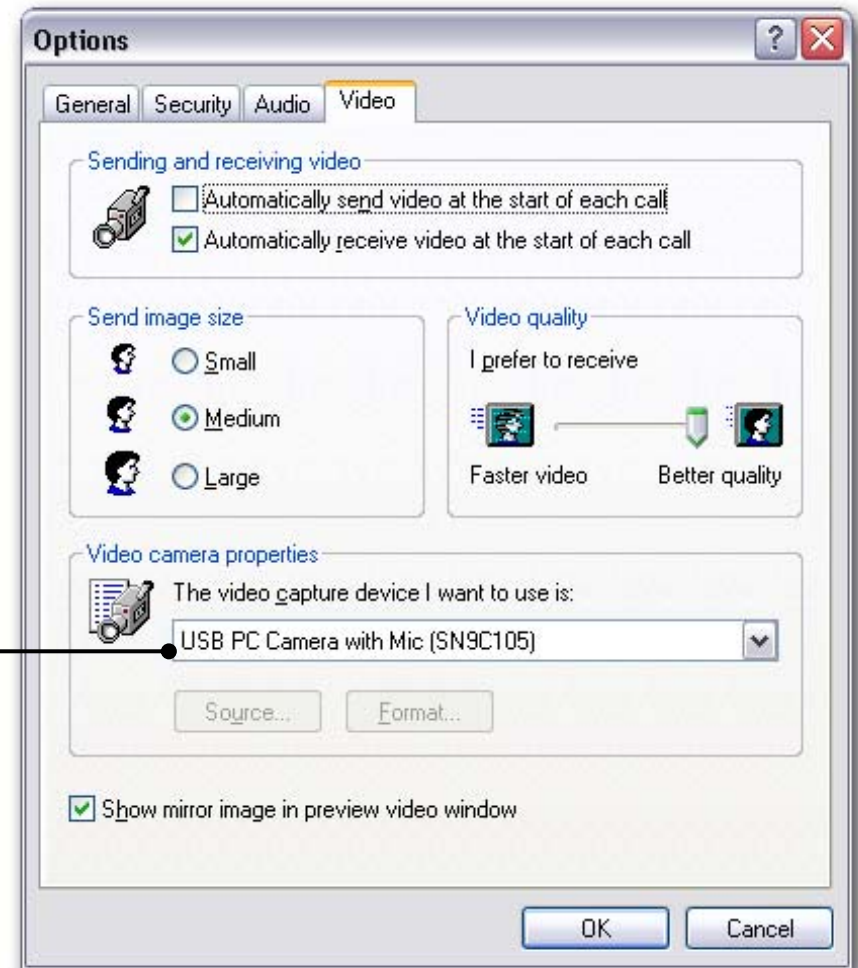 Options
General Security Audio Video
Sending and receiving video
Automatically send video at the start of each call
Automatically receive video at the start of each call
Send image size
Small
Medium
Large
Video quality
I prefer to receive
Faster video Better quality
Video camera properties
The video capture device I want to use is:
USB PC Camera with Mic (SN9C105)
Source... Format...
Show mirror image in preview video window
OK Cancel